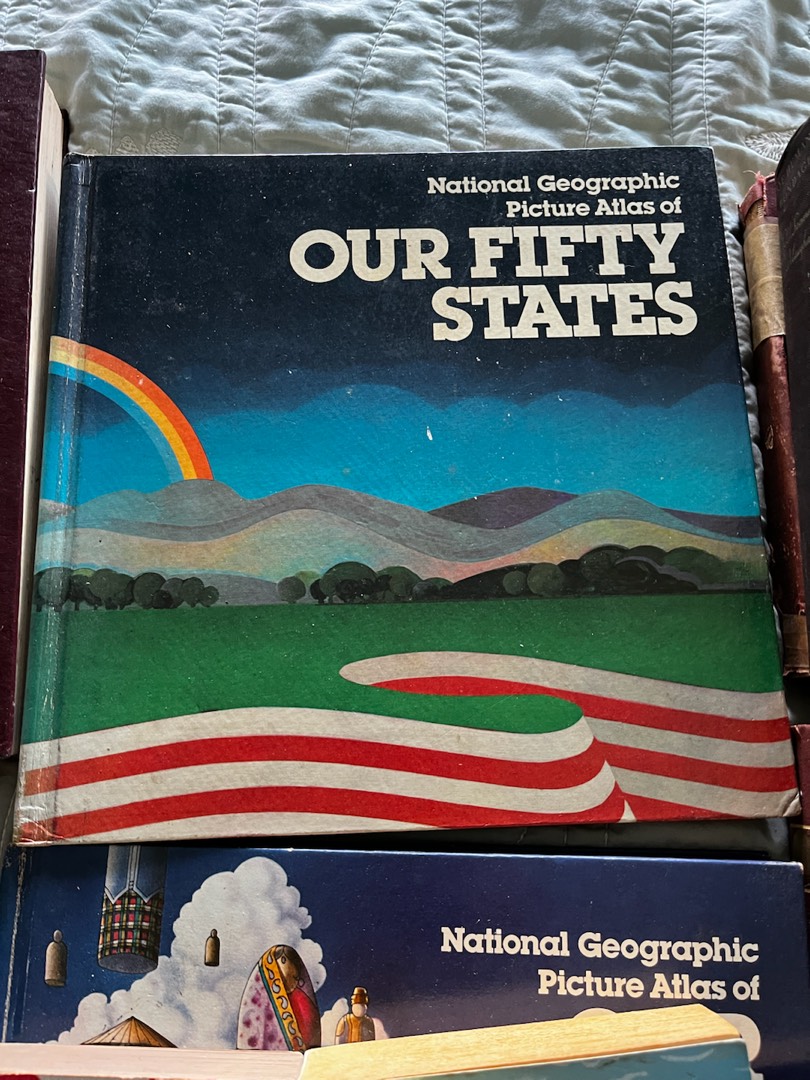 National Geographic
Picture Atlas of
OUR FIFTY
STATES
National Geographic
Picture Atlas of